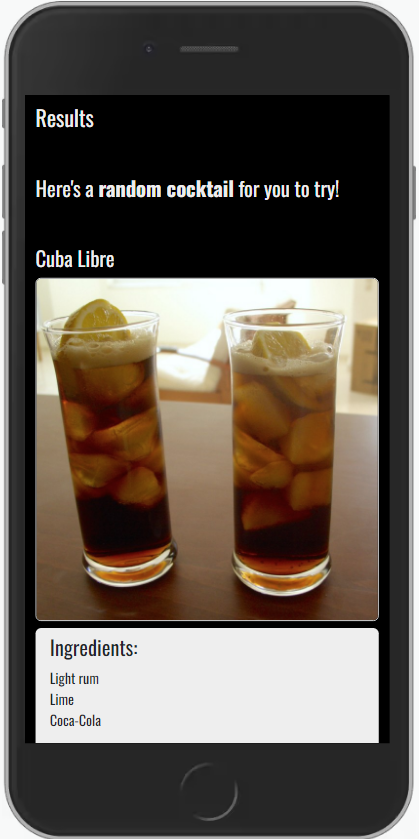 Results
Here's a random cocktail for you to try!
Cuba Libre
Ingredients:
Light rum
Lime
Coca-Cola